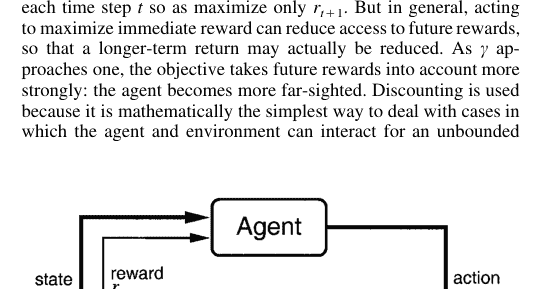 each time step t so as maximize only r_{t+1}. But in general, acting
to maximize immediate reward can reduce access to future rewards,
so that a longer-term return may actually be reduced. As γ ap-
proaches one, the objective takes future rewards into account more
strongly: the agent becomes more far-sighted. Discounting is used
because it is mathematically the simplest way to deal with cases in
which the agent and environment can interact for an unbounded
Agent
state
reward
action